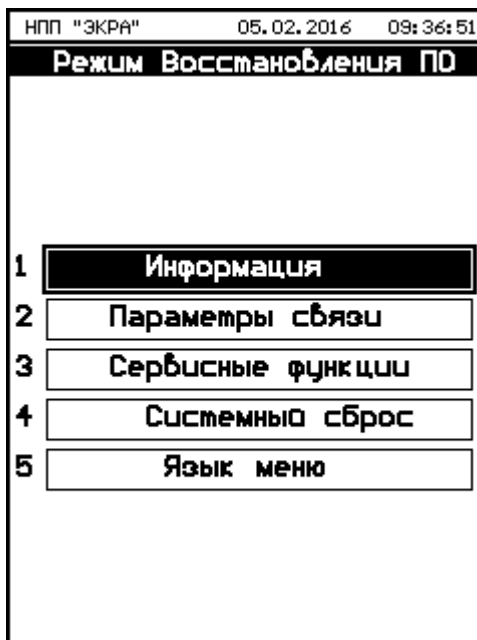 НПП "ЭКРА" 05.02.2016 09:36:51
Режим Восстановления ПО
1 Информация
2 Параметры связи
3 Сервисные функции
4 Системный сброс
5 Язык меню